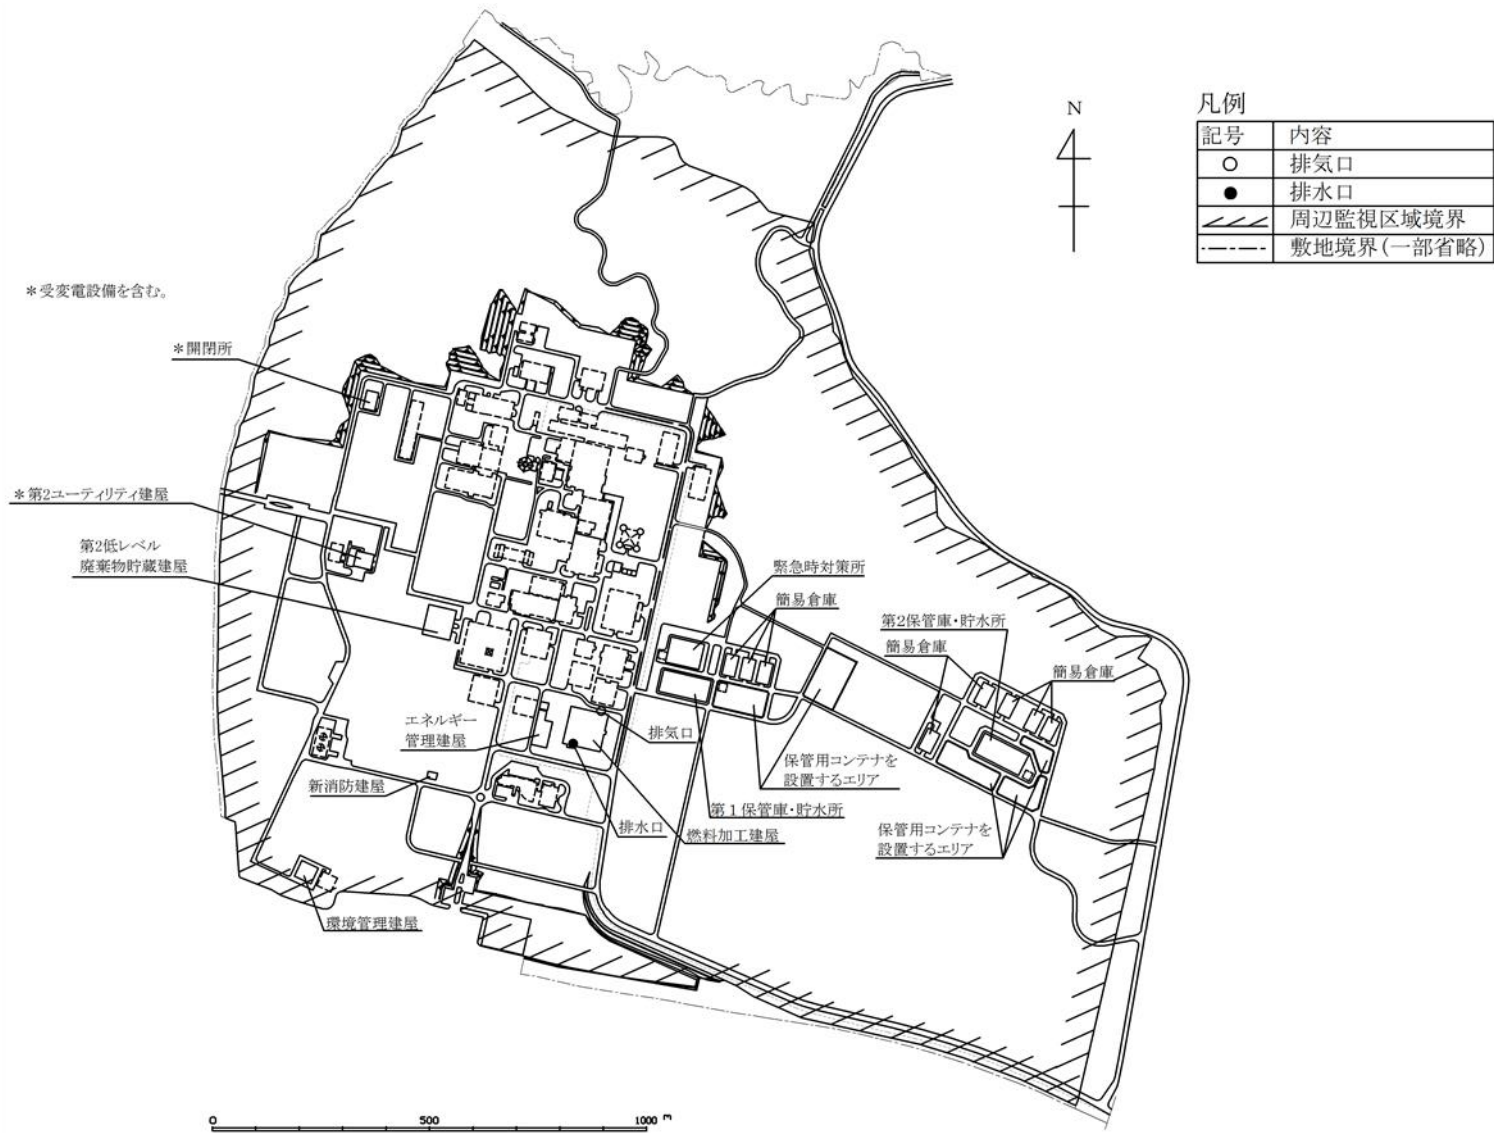 N
凡例
記号 内容
○ 排気口
● 排水口
周辺監視区域境界
敷地境界(一部省略)
＊受変電設備を含む。
＊開閉所
＊第2ユーティリティ建屋
第2低レベル
廃棄物貯蔵建屋
緊急時対策所
簡易倉庫
第2保管庫・貯水所
簡易倉庫
簡易倉庫
エネルギー
管理建屋
排気口
保管用コンテナを
設置するエリア
新消防建屋
第１保管庫・貯水所
排水口
燃料加工建屋
保管用コンテナを
設置するエリア
環境管理建屋
0 500 1000 m